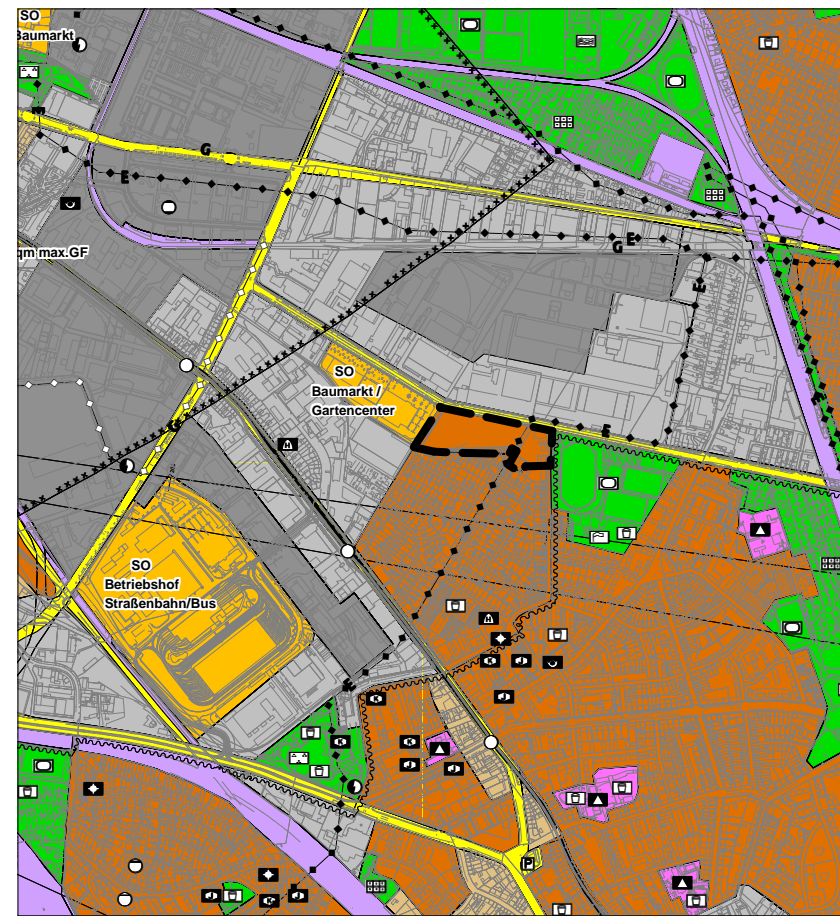 SO
Baumarkt
G
E
qm max.GF
G E
E
SO
Baumarkt /
Gartencenter
G
E
SO
Betriebshof
Straßenbahn/Bus
P